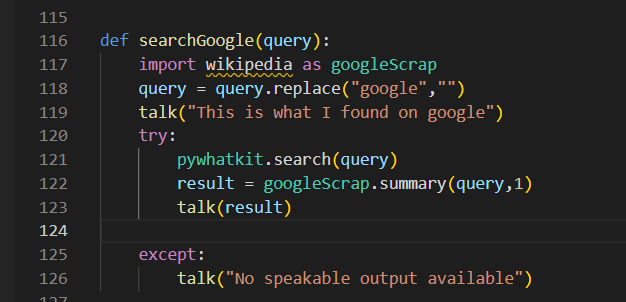 115
116 def searchGoogle(query):
117     import wikipedia as googleScrap
118     query = query.replace("google","")
119     talk("This is what I found on google")
120     try:
121         pywhatkit.search(query)
122         result = googleScrap.summary(query,1)
123         talk(result)
124
125     except:
126         talk("No speakable output available")
127